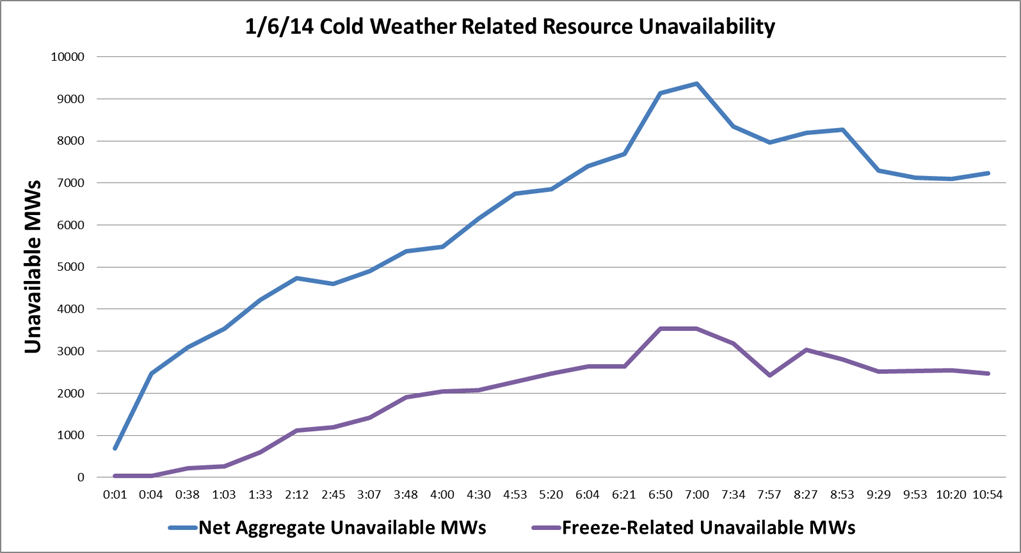 1/6/14 Cold Weather Related Resource Unavailability
10000
9000
8000
7000
6000
5000
4000
3000
2000
1000
0
Unavailable MWs
0:01 0:04 0:38 1:03 1:33 2:12 2:45 3:07 3:48 4:00 4:30 4:53 5:20 6:04 6:21 6:50 7:00 7:34 7:57 8:27 8:53 9:29 9:53 10:20 10:54
Net Aggregate Unavailable MWs Freeze-Related Unavailable MWs